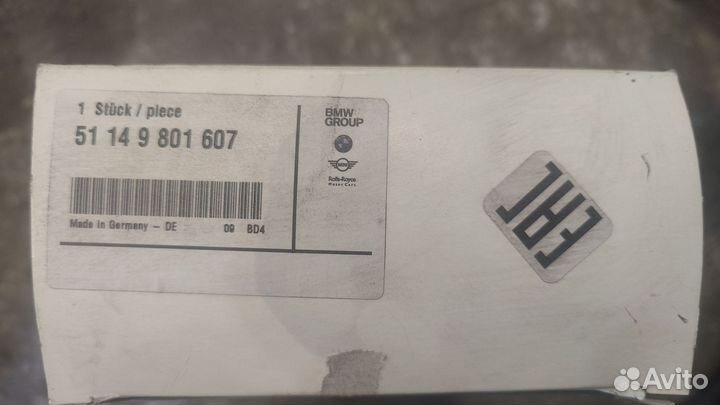 1 Stück / piece
51 14 9 801 607
Made in Germany – DE 09 BD4
BMW
GROUP
MINI
Rolls-Royce
Motor Cars
EAC
Avito